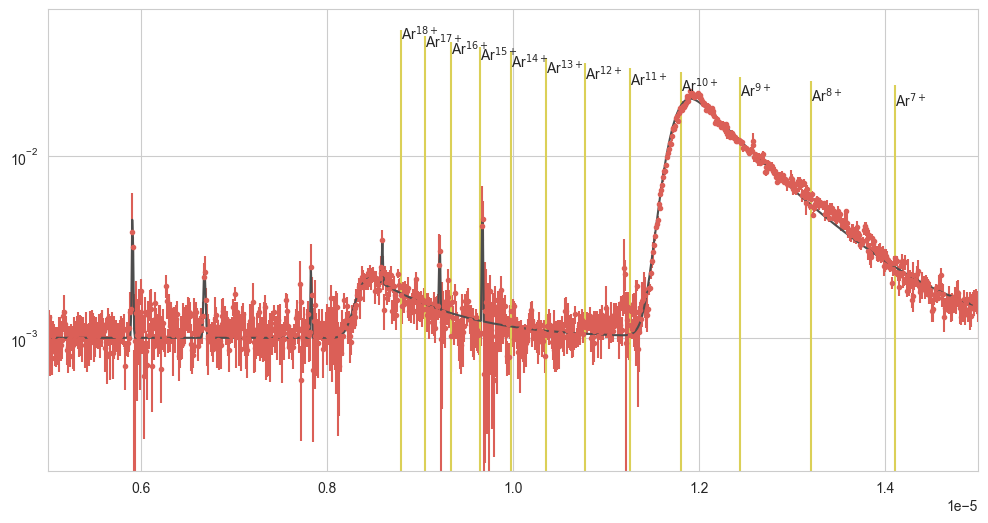 Ar¹⁸⁺
Ar¹⁷⁺
Ar¹⁶⁺
Ar¹⁵⁺
Ar¹⁴⁺
Ar¹³⁺
Ar¹²⁺
Ar¹¹⁺
Ar¹⁰⁺
Ar⁹⁺
Ar⁸⁺
Ar⁷⁺
10⁻²
10⁻³
0.6 0.8 1.0 1.2 1.4
1e−5